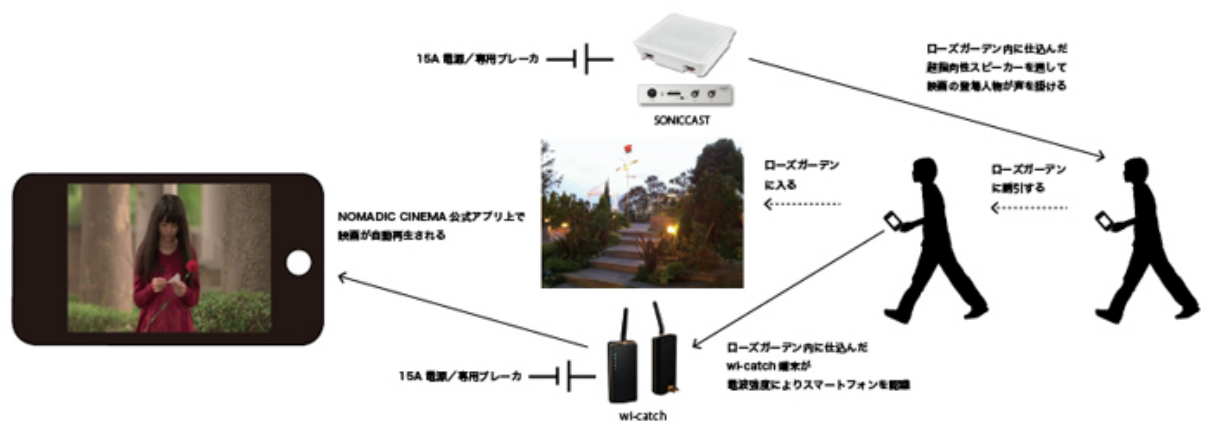 15A 電源／専用ブレーカ
SONICCAST
ローズガーデン内に仕込んだ
超指向性スピーカーを通して
映画の登場人物が声を掛ける
ローズガーデン
に入る
ローズガーデン
に誘引する
NOMADIC CINEMA 公式アプリ上で
映画が自動再生される
ローズガーデン内に仕込んだ
wi-catch 端末が
電波強度によりスマートフォンを認識
15A 電源／専用ブレーカ
wi-catch